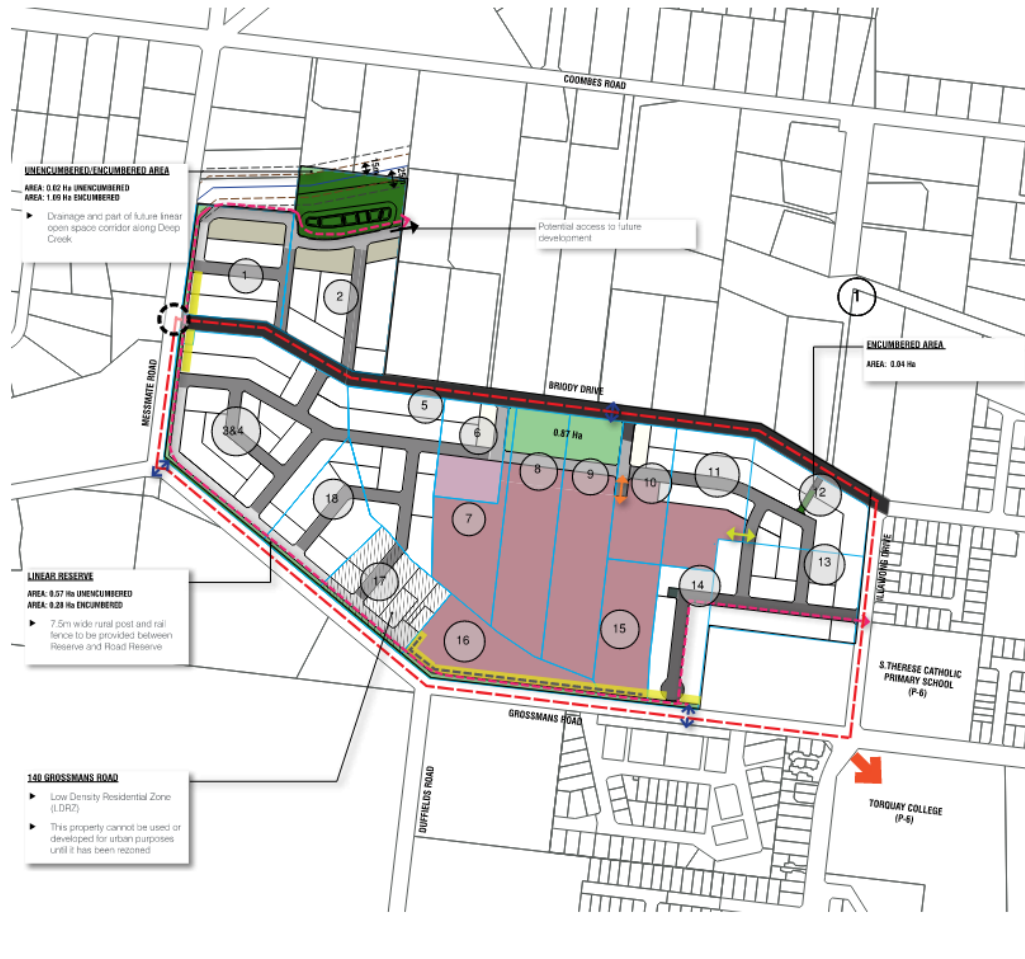 COOMBES ROAD
UNENCUMBERED/ENCUMBERED AREA
AREA: 0.02 Ha UNENCUMBERED
AREA: 1.09 Ha ENCUMBERED
► Drainage and part of future linear
open space corridor along Deep
Creek
Potential access to future
development
1
2
1
ENCUMBERED AREA
AREA: 0.04 Ha
MESSMATE ROAD
BRIODY DRIVE
5
3&4
6
0.87 Ha
8
9
10
11
12
18
7
13
ILLAWONG DRIVE
17
14
LINEAR RESERVE
AREA: 0.57 Ha UNENCUMBERED
AREA: 0.28 Ha ENCUMBERED
► 7.5m wide rural post and rail
fence to be provided between
Reserve and Road Reserve
16
15
S.THERESE CATHOLIC
PRIMARY SCHOOL
(P-6)
GROSSMANS ROAD
140 GROSSMANS ROAD
► Low Density Residential Zone
(LDRZ)
► This property cannot be used or
developed for urban purposes
until it has been rezoned
DUFFIELDS ROAD
TORQUAY COLLEGE
(P-6)